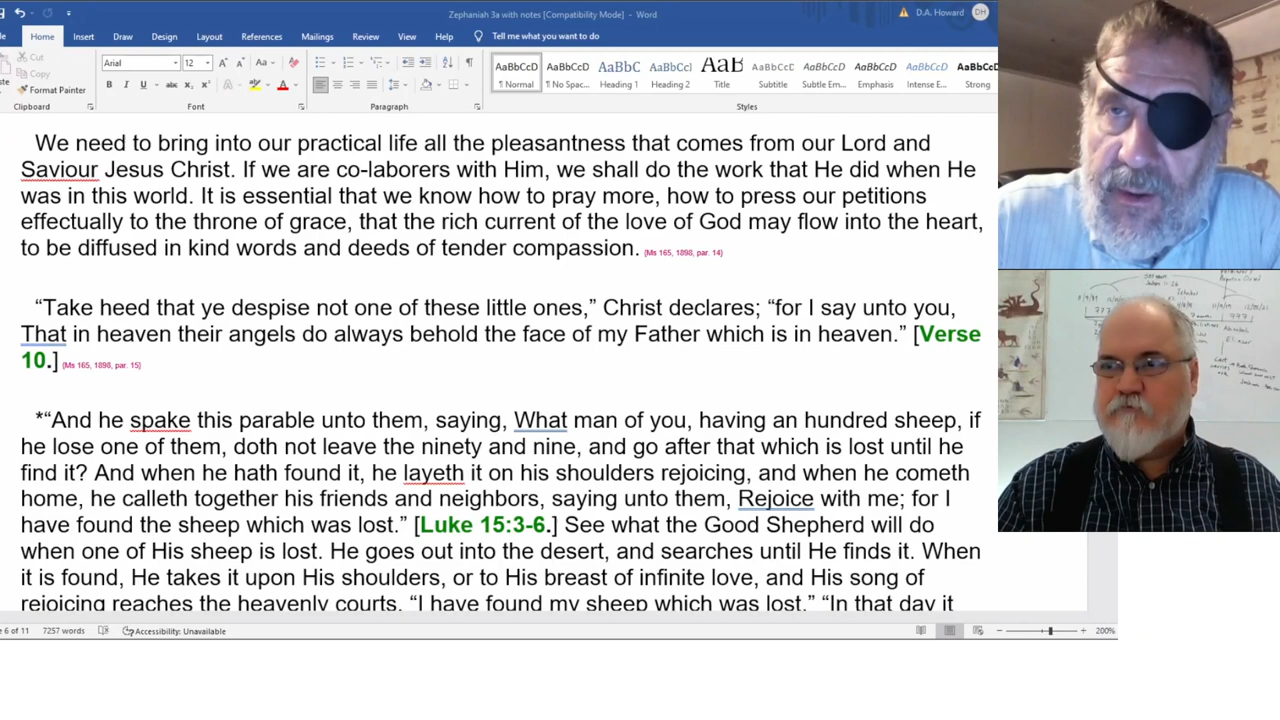 Zephaniah 3a with notes [Compatibility Mode] - Word
D.A. Howard
DH
Home Insert Draw Design Layout References Mailings Review View Help Tell me what you want to do
Cut
Copy
Format Painter
Clipboard
Arial 12
Font
Paragraph
AaBbCcD AaBbCcD AaBbC AaBbCc AaB AaBbCcD AaBbCcD AaBbCcD AaBbCcD AaBbCcD
¶ Normal ¶ No Spac... Heading 1 Heading 2 Title Subtitle Subtle Em... Emphasis Intense E... Strong
Styles
We need to bring into our practical life all the pleasantness that comes from our Lord and
Saviour Jesus Christ. If we are co-laborers with Him, we shall do the work that He did when He
was in this world. It is essential that we know how to pray more, how to press our petitions
effectually to the throne of grace, that the rich current of the love of God may flow into the heart,
to be diffused in kind words and deeds of tender compassion. {Ms 165, 1898, par. 14}
“Take heed that ye despise not one of these little ones,” Christ declares; “for I say unto you,
That in heaven their angels do always behold the face of my Father which is in heaven.” [Verse
10.] {Ms 165, 1898, par. 15}
*“And he spake this parable unto them, saying, What man of you, having an hundred sheep, if
he lose one of them, doth not leave the ninety and nine, and go after that which is lost until he
find it? And when he hath found it, he layeth it on his shoulders rejoicing, and when he cometh
home, he calleth together his friends and neighbors, saying unto them, Rejoice with me; for I
have found the sheep which was lost.” [Luke 15:3-6.] See what the Good Shepherd will do
when one of His sheep is lost. He goes out into the desert, and searches until He finds it. When
it is found, He takes it upon His shoulders, or to His breast of infinite love, and His song of
rejoicing reaches the heavenly courts. “I have found my sheep which was lost.” “In that day it
e 6 of 11 7257 words Accessibility: Unavailable 200%
777 777